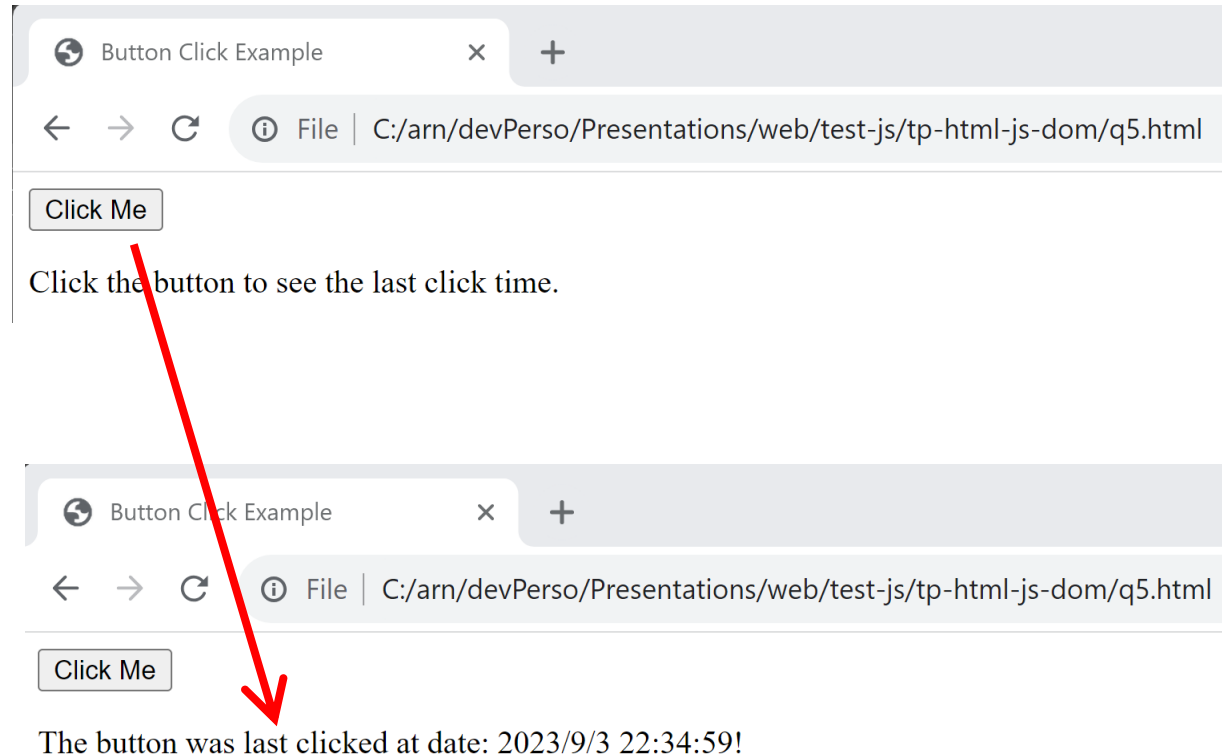 Button Click Example
File C:/arn/devPerso/Presentations/web/test-js/tp-html-js-dom/q5.html
Click Me
Click the button to see the last click time.
Button Click Example
File C:/arn/devPerso/Presentations/web/test-js/tp-html-js-dom/q5.html
Click Me
The button was last clicked at date: 2023/9/3 22:34:59!